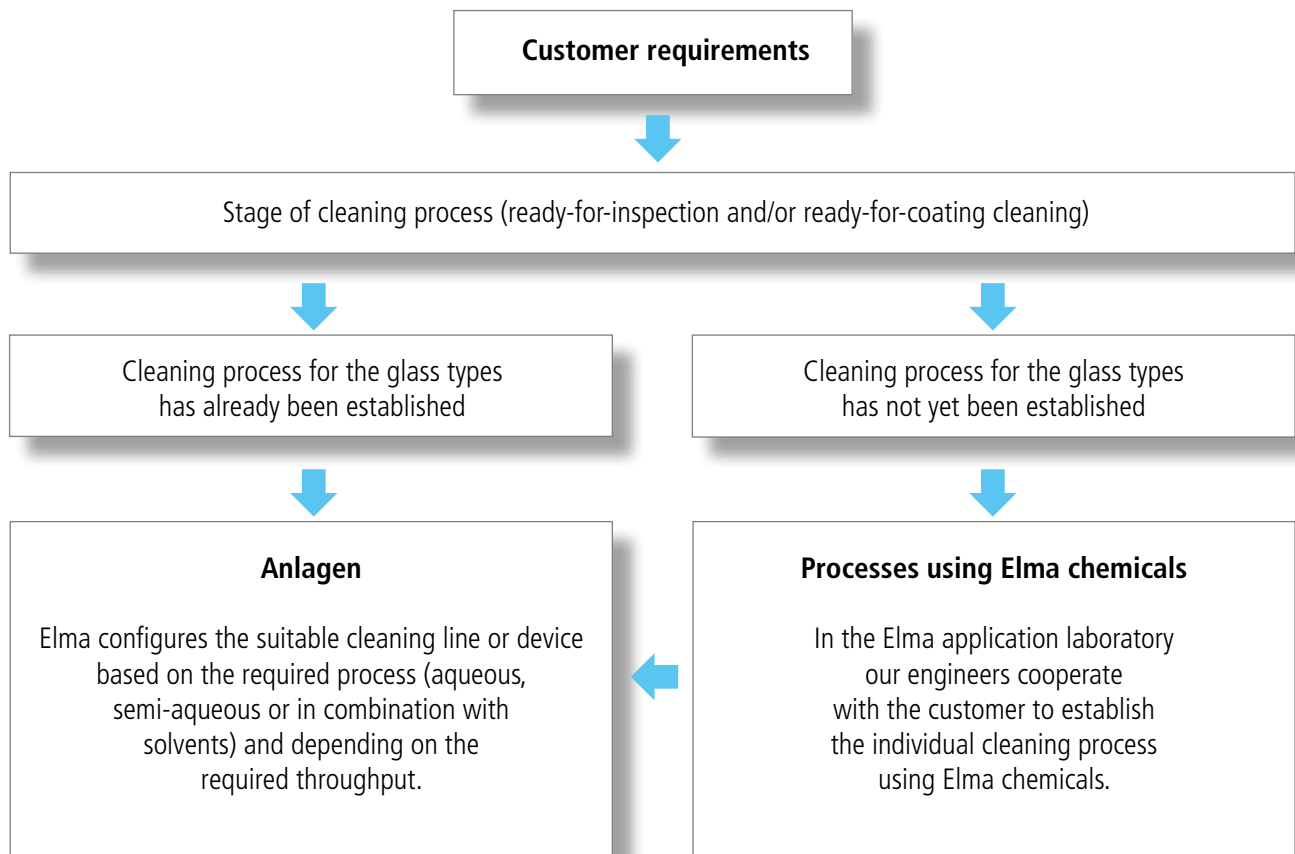 Customer requirements
Stage of cleaning process (ready-for-inspection and/or ready-for-coating cleaning)
Cleaning process for the glass types
has already been established
Cleaning process for the glass types
has not yet been established
Anlagen
Elma configures the suitable cleaning line or device
based on the required process (aqueous,
semi-aqueous or in combination with
solvents) and depending on the
required throughput.
Processes using Elma chemicals
In the Elma application laboratory
our engineers cooperate
with the customer to establish
the individual cleaning process
using Elma chemicals.